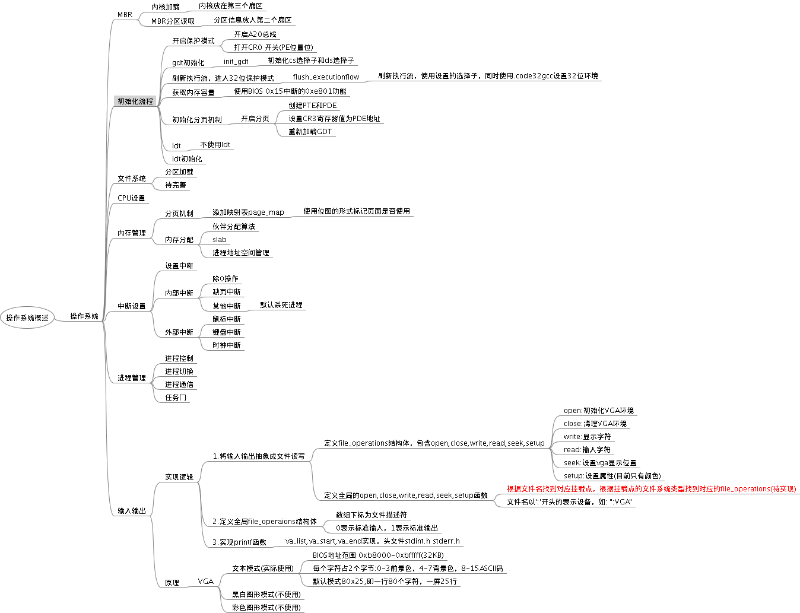 操作系统概述
操作系统
MBR
内核加载
内核放在第三个扇区
MBR分区读取
分区信息放入第二个扇区
初始化流程
开启保护模式
开启A20总线
打开CR0 开关(PE位置位)
gdt初始化
init_gdt
初始化cs选择子和ds选择子
刷新执行流，进入32位保护模式
flush_executionflow
刷新执行流，使用设置的选择子，同时使用.code32gcc设置32位环境
获取内存容量
使用BIOS 0x15中断的0xe801功能
初始化分页机制
开启分页
创建PTE和PDE
设置CR3寄存器值为PDE地址
重新加载GDT
ldt
不使用ldt
idt初始化
文件系统
分区加载
待完善
CPU设置
内存管理
分页机制
添加映射表page_map
使用位图的形式标记页面是否使用
内存分配
伙伴分配算法
slab
进程地址空间管理
中断设置
设置中断
内部中断
除0操作
缺页中断
其他中断
默认杀死进程
外部中断
鼠标中断
键盘中断
时钟中断
进程管理
进程控制
进程切换
进程通信
任务门
输入输出
实现逻辑
1.将输入输出抽象成文件读写
定义file_operations结构体，包含open,close,write,read,seek,setup
open:初始化VGA环境
close:清理VGA环境
write:显示字符
read:输入字符
seek:设置vga显示位置
setup:设置属性(目前只有颜色)
定义全局的open,close,write,read,seek,setup函数
根据文件名找到对应挂载点，根据挂载点的文件系统类型找到对应的file_operations(待实现)
文件名以":"开头的表示设备，如: ":VGA"
2.定义全局file_operaions结构体
数组下标为文件描述符
0表示标准输入，1表示标准输出
3.实现printf函数
va_list,va_start,va_end实现，头文件stdint.h stderr.h
原理
VGA
文本模式(实际使用)
BIOS地址范围 0xb8000~0xbffff(32KB)
每个字符占2个字节:0~3前景色，4~7背景色，8~15ASCII码
默认模式80x25,即一行80个字符，一屏25行
黑白图形模式(不使用)
彩色图形模式(不使用)